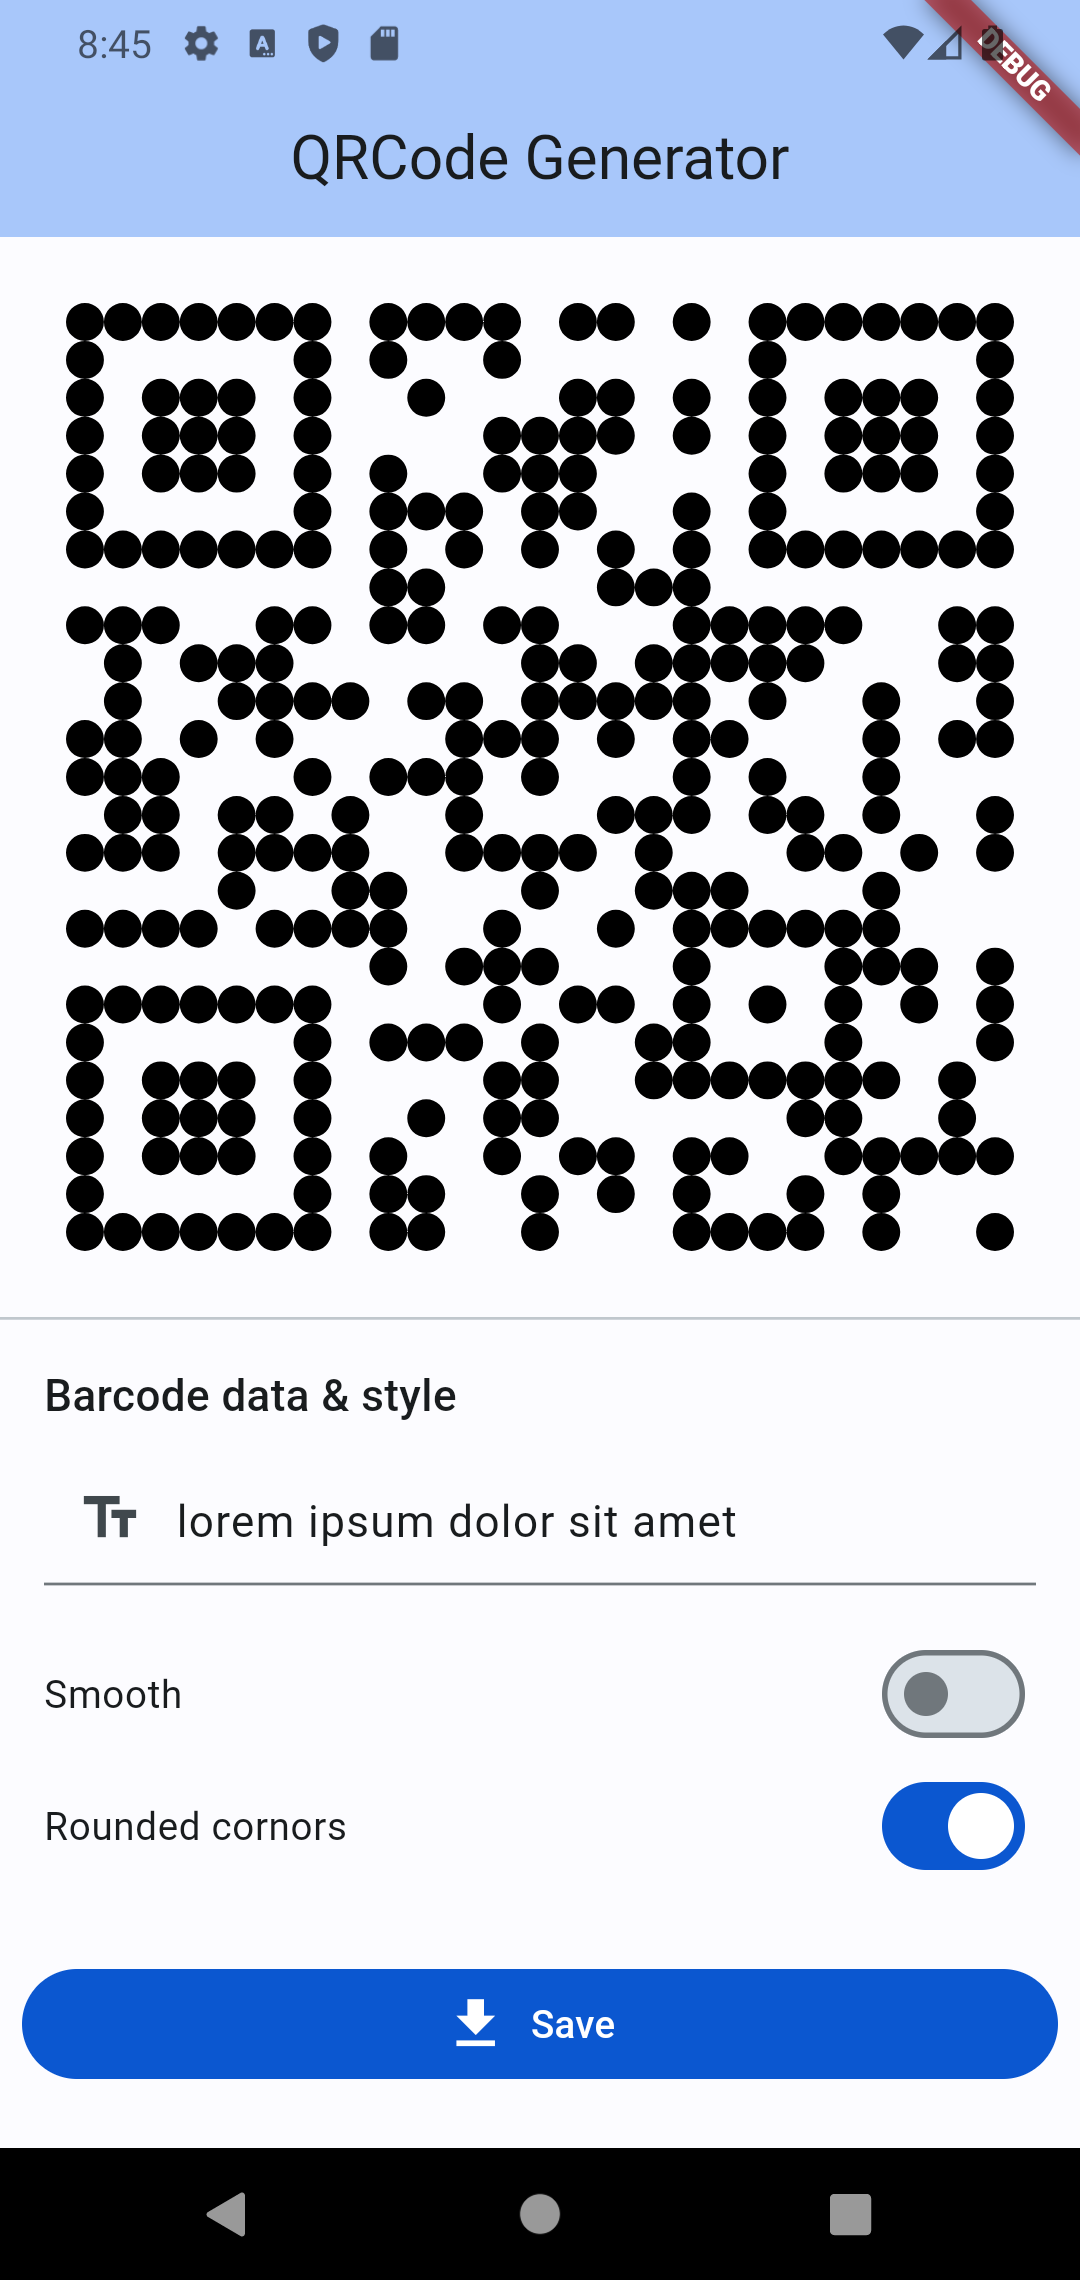 8:45
DEBUG
QRCode Generator
Barcode data & style
lorem ipsum dolor sit amet
Smooth
Rounded cornors
Save